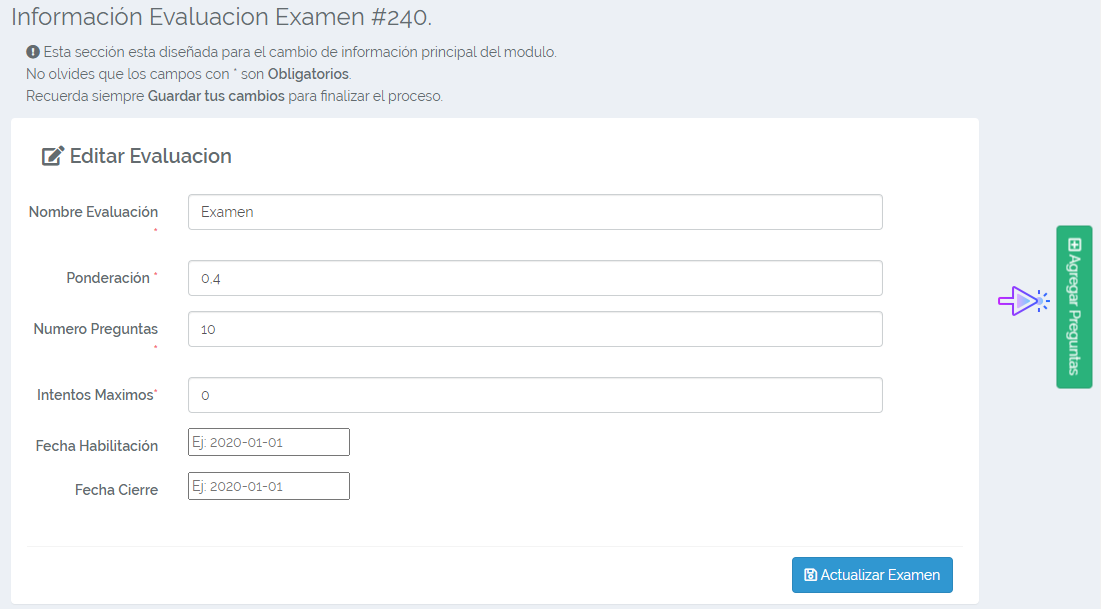 Información Evaluacion Examen #240.
Esta sección esta diseñada para el cambio de información principal del modulo.
No olvides que los campos con * son Obligatorios.
Recuerda siempre Guardar tus cambios para finalizar el proceso.
Editar Evaluacion
Nombre Evaluación * Examen
Ponderación * 0,4
Numero Preguntas * 10
Intentos Maximos* 0
Fecha Habilitación Ej: 2020-01-01
Fecha Cierre Ej: 2020-01-01
Actualizar Examen
Agregar Preguntas